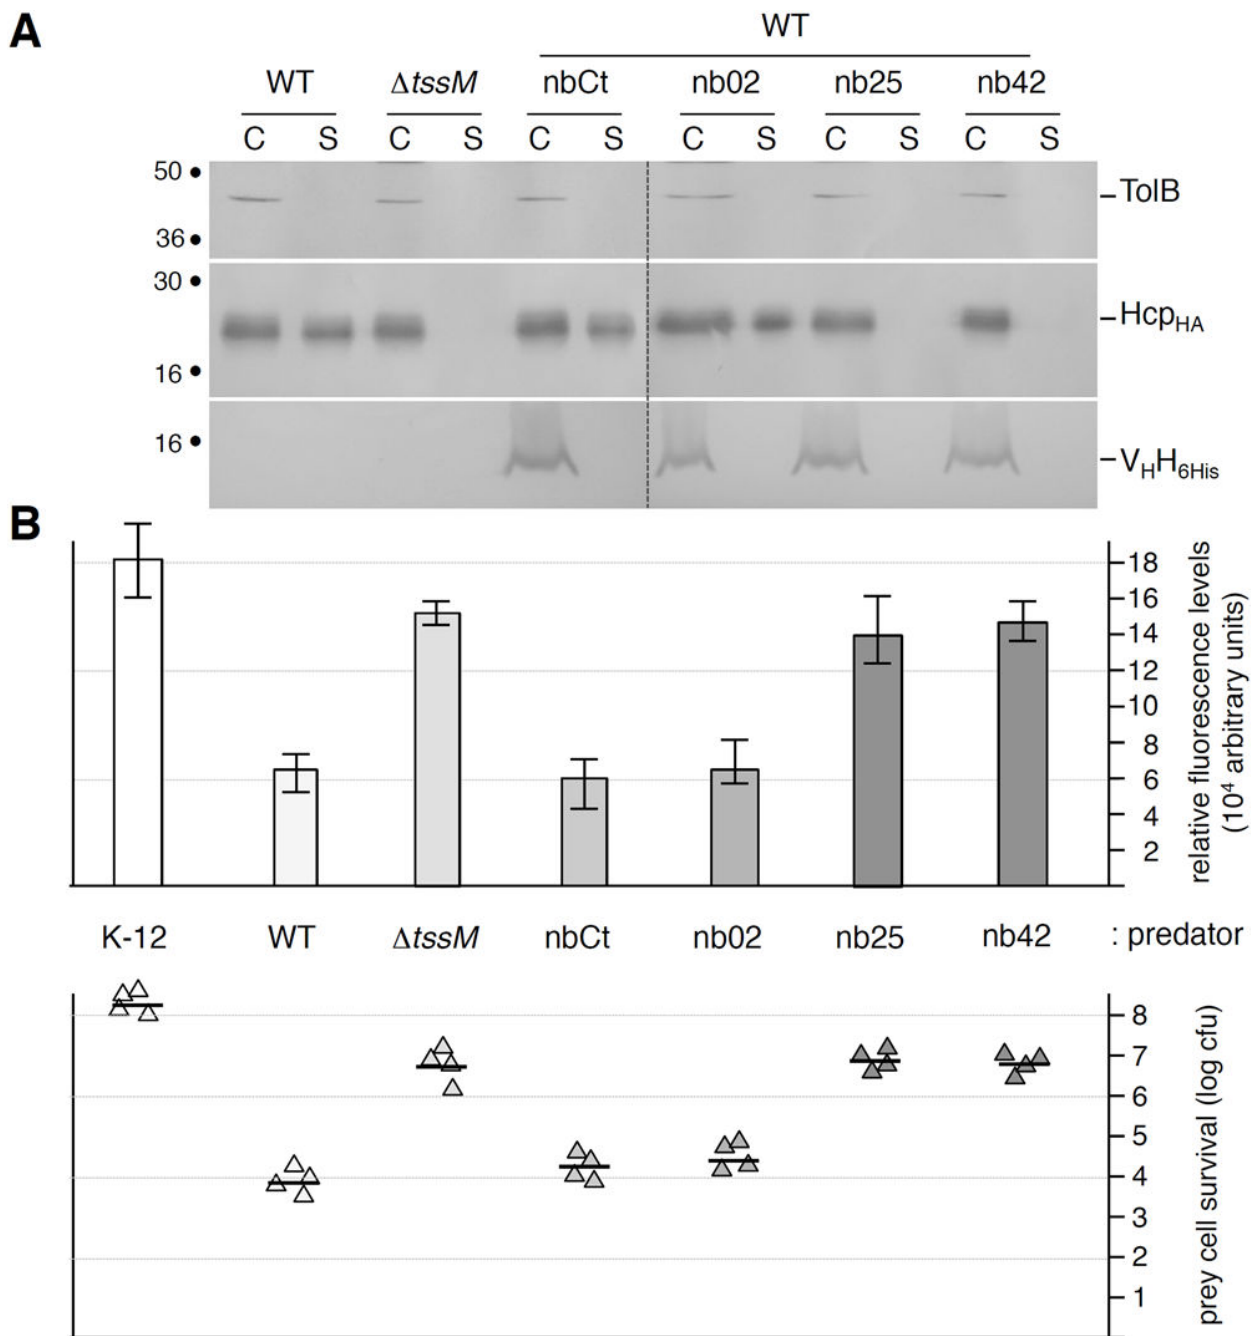 A
WT
WT ΔtssM nbCt nb02 nb25 nb42
C S C S C S C S C S C S
50
TolB
36
30
HcpHA
16
16
VHH6His
B
18
16
14
12
10
8
6
4
2
relative fluorescence levels
(10⁴ arbitrary units)
K-12 WT ΔtssM nbCt nb02 nb25 nb42 : predator
8
7
6
5
4
3
2
1
prey cell survival (log cfu)